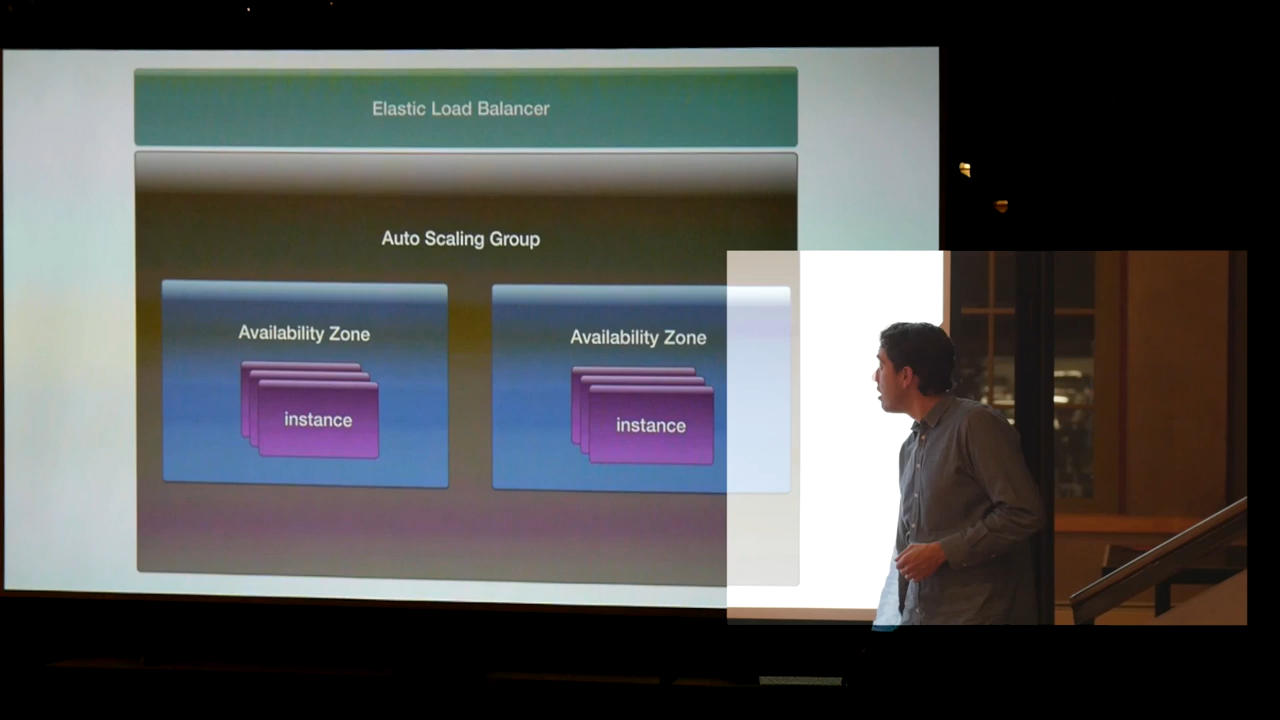 Elastic Load Balancer
Auto Scaling Group
Availability Zone
instance
Availability Zone
instance